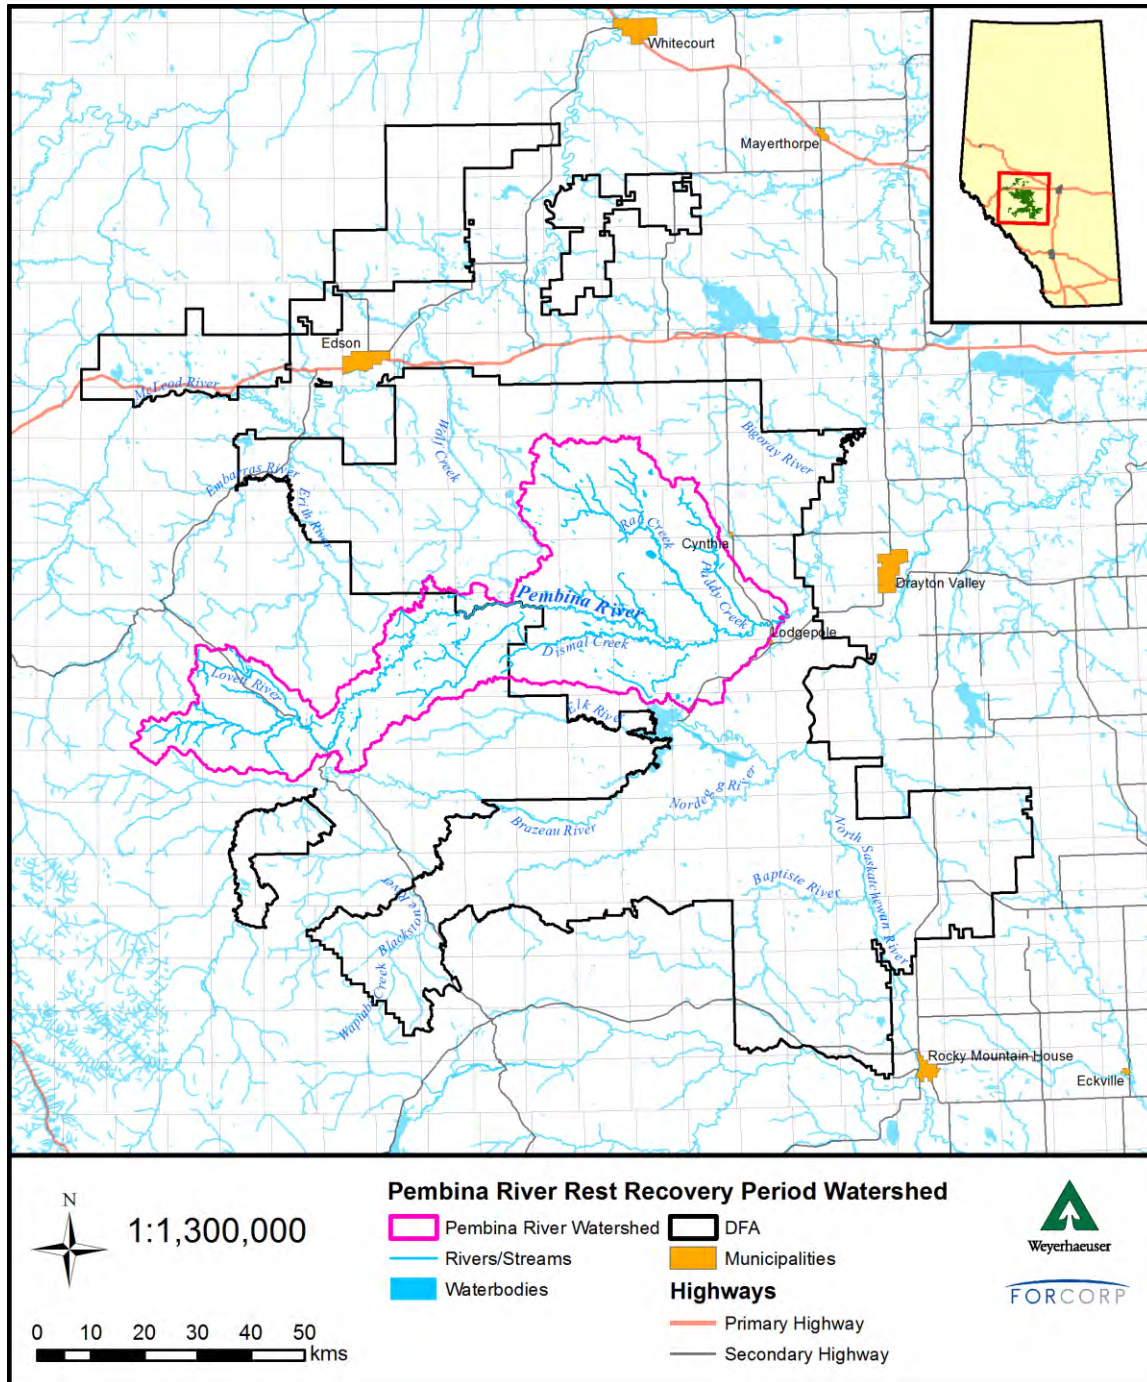 Whitecourt
Mayerthorpe
Edson
McLeod River
Wolf Creek
Bigoray River
Embarras River
Erith River
Rat Creek
Cynthia
Paddy Creek
Drayton Valley
Pembina River
Lodgepole
Dismal Creek
Lovett River
Elk River
Nordegg River
Brazeau River
North Saskatchewan River
Baptiste River
Blackstone River
Wapiabi Creek
Rocky Mountain House
Eckville
N
1:1,300,000
0 10 20 30 40 50
kms
Pembina River Rest Recovery Period Watershed
Pembina River Watershed
Rivers/Streams
Waterbodies
DFA
Municipalities
Highways
Primary Highway
Secondary Highway
Weyerhaeuser
FORCORP